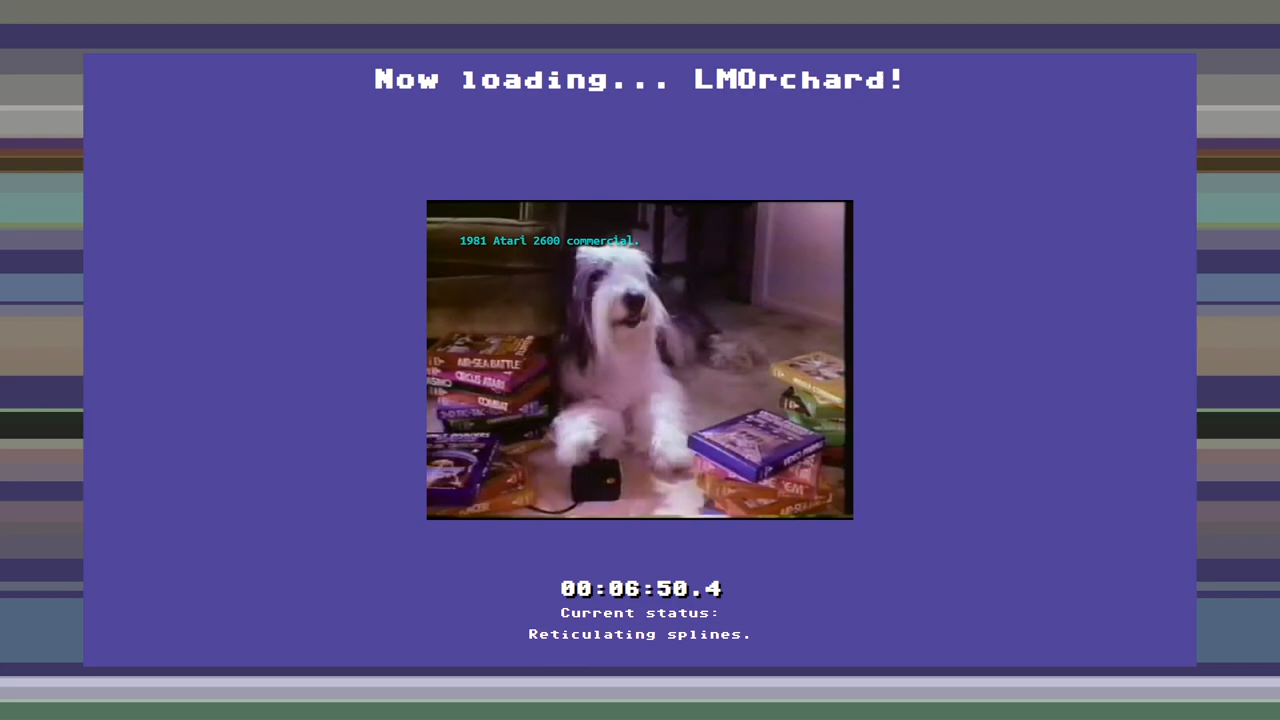 Now loading... LMOrchard!
1981 Atari 2600 commercial.
AIR-SEA BATTLE
CIRCUS ATARI
COMBAT
00:06:50.4
Current status:
Reticulating splines.